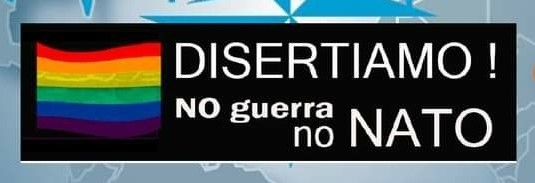 DISERTIAMO !
NO guerra
no NATO